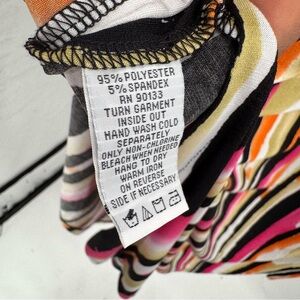 95% POLYESTER
5% SPANDEX
RN 90133
TURN GARMENT
INSIDE OUT
HAND WASH COLD
SEPARATELY
ONLY NON-CHLORINE
BLEACH WHEN NEEDED
HANG TO DRY
WARM IRON
ON REVERSE
SIDE IF NECESSARY